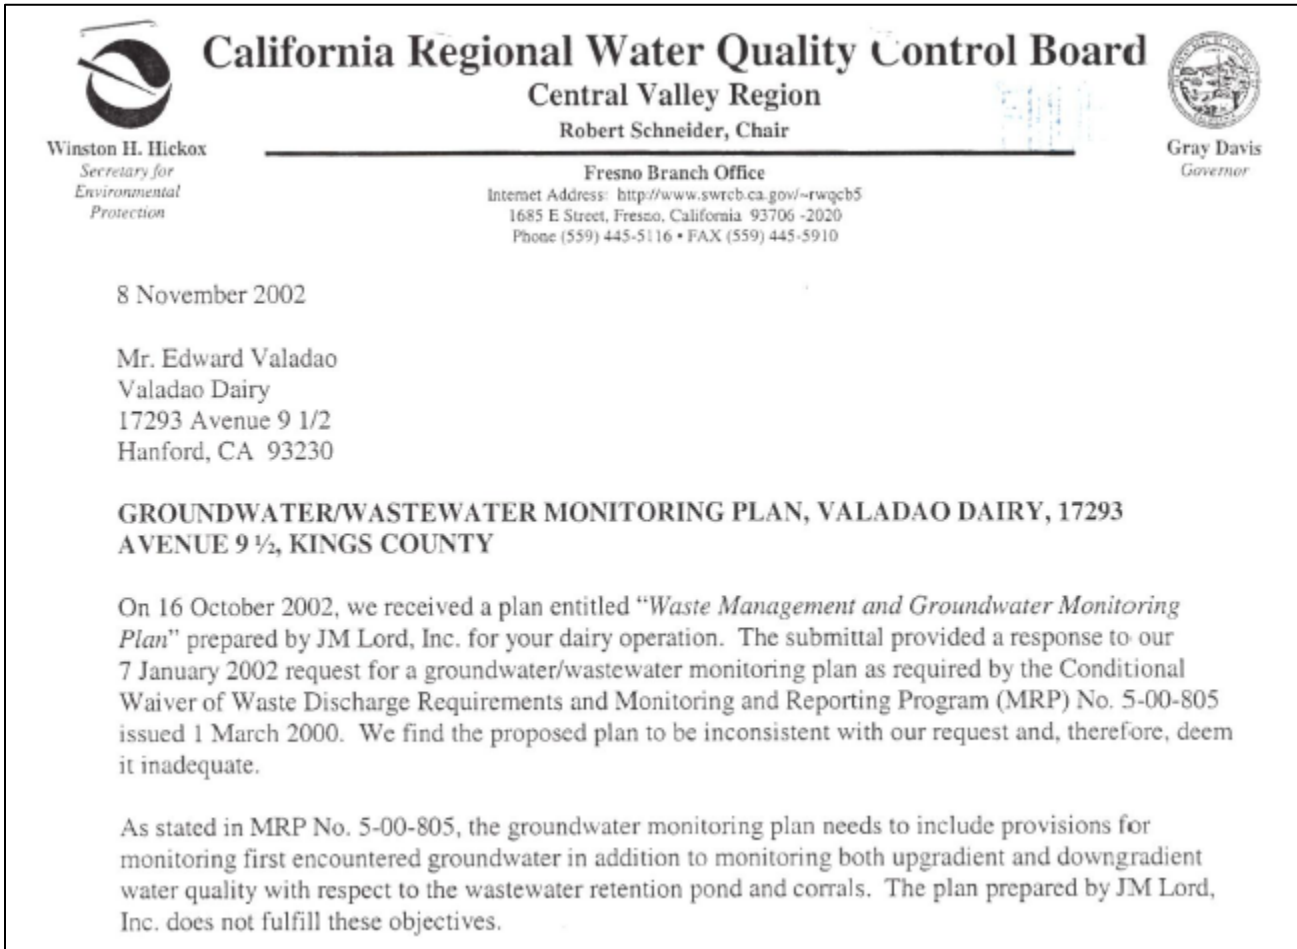 California Regional Water Quality Control Board
Central Valley Region
Robert Schneider, Chair
Winston H. Hickox
Secretary for
Environmental
Protection
Gray Davis
Governor
Fresno Branch Office
Internet Address: http://www.swrcb.ca.gov/~rwqcb5
1685 E Street, Fresno, California 93706 -2020
Phone (559) 445-5116 • FAX (559) 445-5910
8 November 2002
Mr. Edward Valadao
Valadao Dairy
17293 Avenue 9 1/2
Hanford, CA 93230
GROUNDWATER/WASTEWATER MONITORING PLAN, VALADAO DAIRY, 17293
AVENUE 9 ½, KINGS COUNTY
On 16 October 2002, we received a plan entitled “Waste Management and Groundwater Monitoring
Plan” prepared by JM Lord, Inc. for your dairy operation. The submittal provided a response to our
7 January 2002 request for a groundwater/wastewater monitoring plan as required by the Conditional
Waiver of Waste Discharge Requirements and Monitoring and Reporting Program (MRP) No. 5-00-805
issued 1 March 2000. We find the proposed plan to be inconsistent with our request and, therefore, deem
it inadequate.
As stated in MRP No. 5-00-805, the groundwater monitoring plan needs to include provisions for
monitoring first encountered groundwater in addition to monitoring both upgradient and downgradient
water quality with respect to the wastewater retention pond and corrals. The plan prepared by JM Lord,
Inc. does not fulfill these objectives.